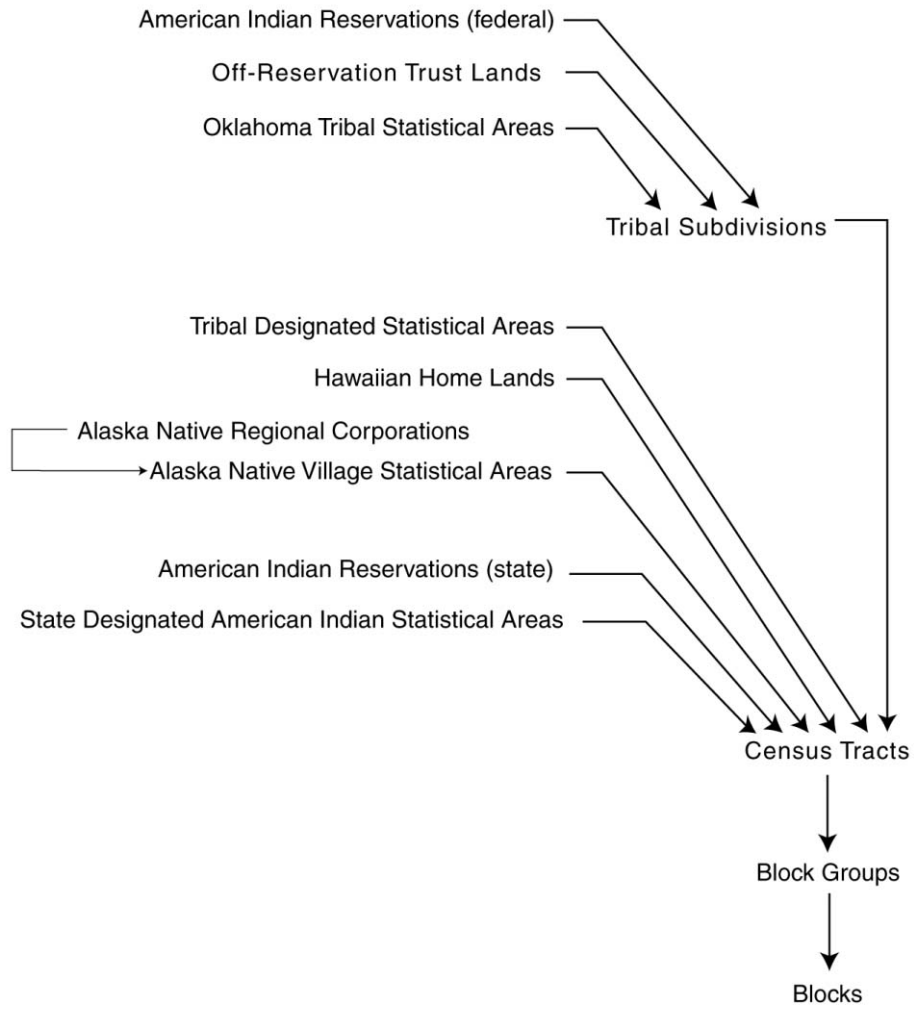 American Indian Reservations (federal)
Off-Reservation Trust Lands
Oklahoma Tribal Statistical Areas
Tribal Subdivisions
Tribal Designated Statistical Areas
Hawaiian Home Lands
Alaska Native Regional Corporations
Alaska Native Village Statistical Areas
American Indian Reservations (state)
State Designated American Indian Statistical Areas
Census Tracts
Block Groups
Blocks